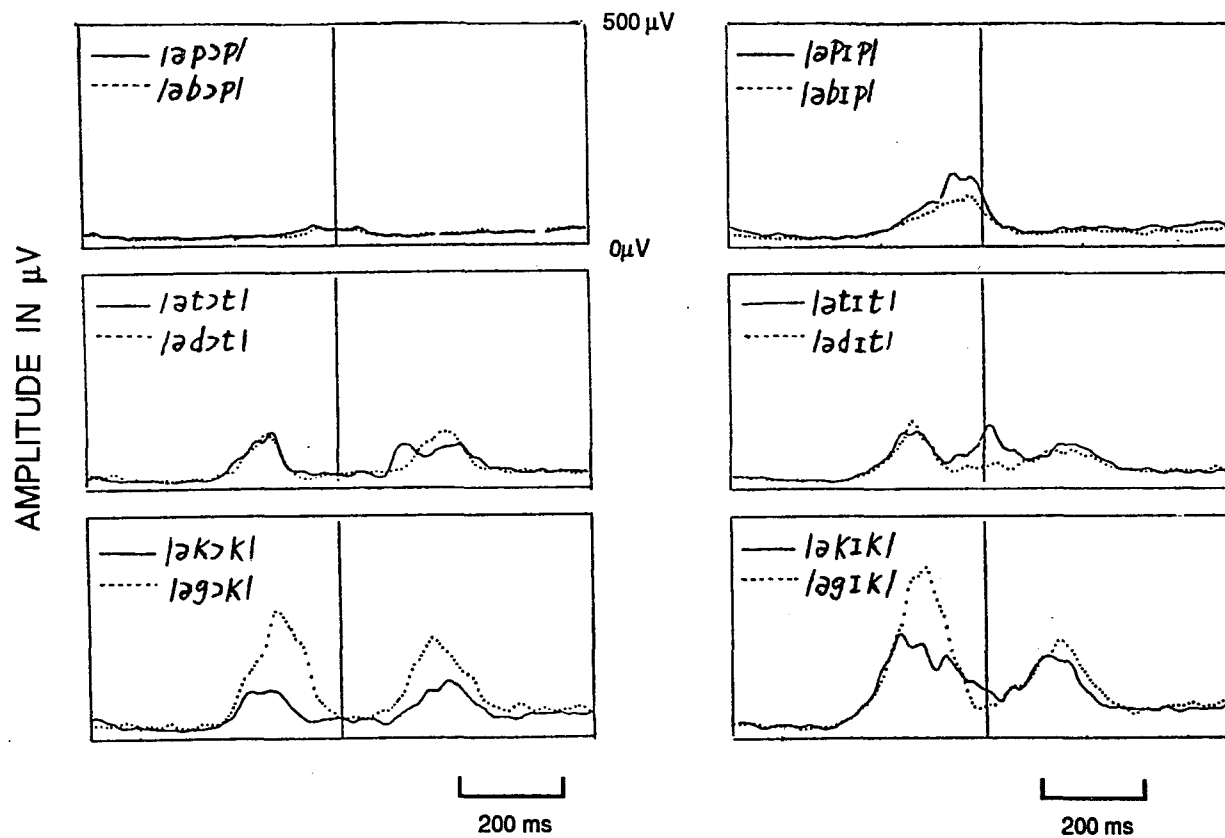 500 μV
|əpɔp|
|əbɔp|
|əpɪp|
|əbɪp|
0μV
AMPLITUDE IN μV
|ətɔt|
|ədɔt|
|ətɪt|
|ədɪt|
|əkɔk|
|əgɔk|
|əkɪk|
|əgɪk|
200 ms
200 ms